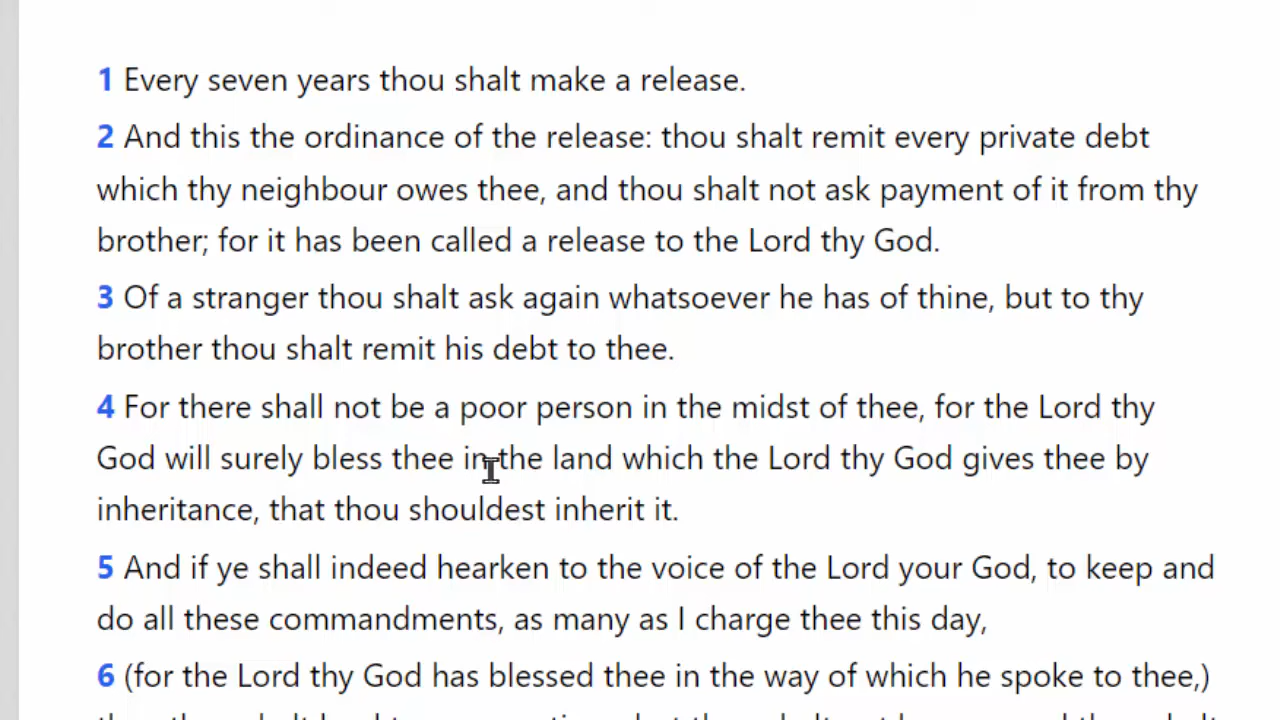 1 Every seven years thou shalt make a release.
2 And this the ordinance of the release: thou shalt remit every private debt
which thy neighbour owes thee, and thou shalt not ask payment of it from thy
brother; for it has been called a release to the Lord thy God.
3 Of a stranger thou shalt ask again whatsoever he has of thine, but to thy
brother thou shalt remit his debt to thee.
4 For there shall not be a poor person in the midst of thee, for the Lord thy
God will surely bless thee in the land which the Lord thy God gives thee by
inheritance, that thou shouldest inherit it.
5 And if ye shall indeed hearken to the voice of the Lord your God, to keep and
do all these commandments, as many as I charge thee this day,
6 (for the Lord thy God has blessed thee in the way of which he spoke to thee,)